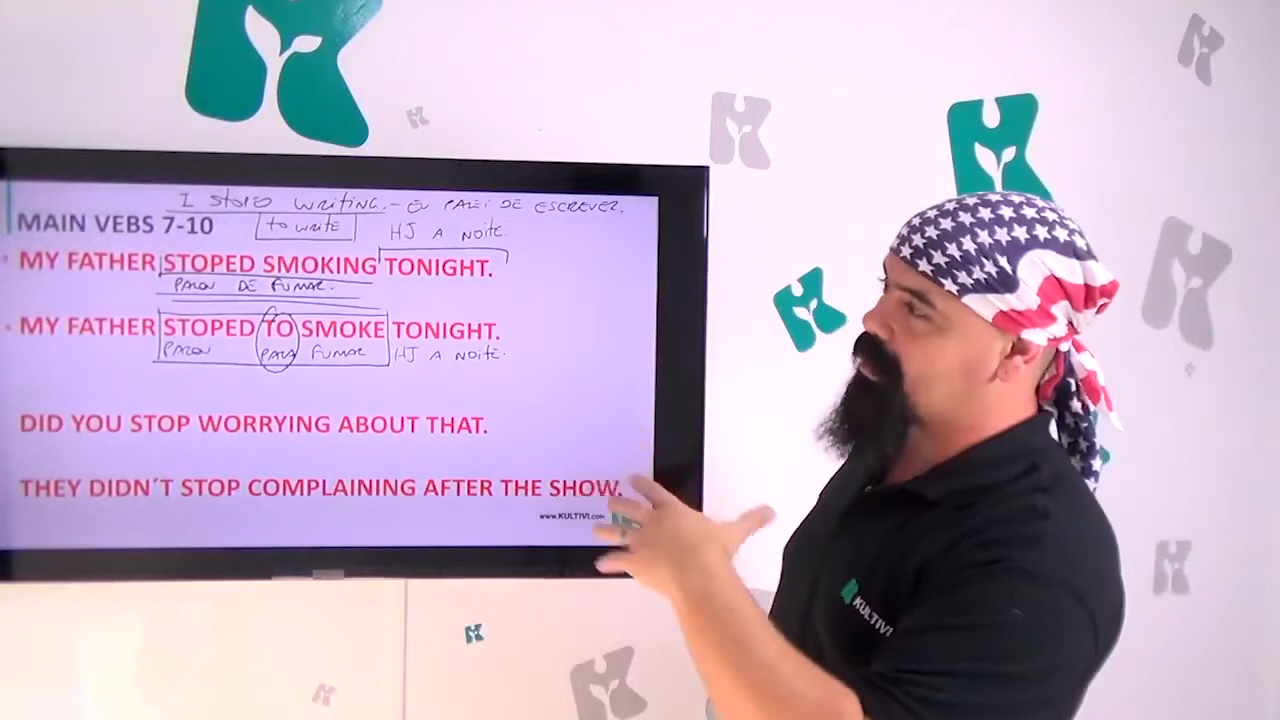 I STOPED WRITING. – EU PAREI DE ESCREVER.
MAIN VEBS 7-10
to WRITE HJ A NOITE.
MY FATHER STOPED SMOKING TONIGHT.
PAROU DE FUMAR.
MY FATHER STOPED TO SMOKE TONIGHT.
PAROU PARA FUMAR HJ A NOITE.
DID YOU STOP WORRYING ABOUT THAT.
THEY DIDN´T STOP COMPLAINING AFTER THE SHOW.
www.KULTIVI.com
KULTIVI